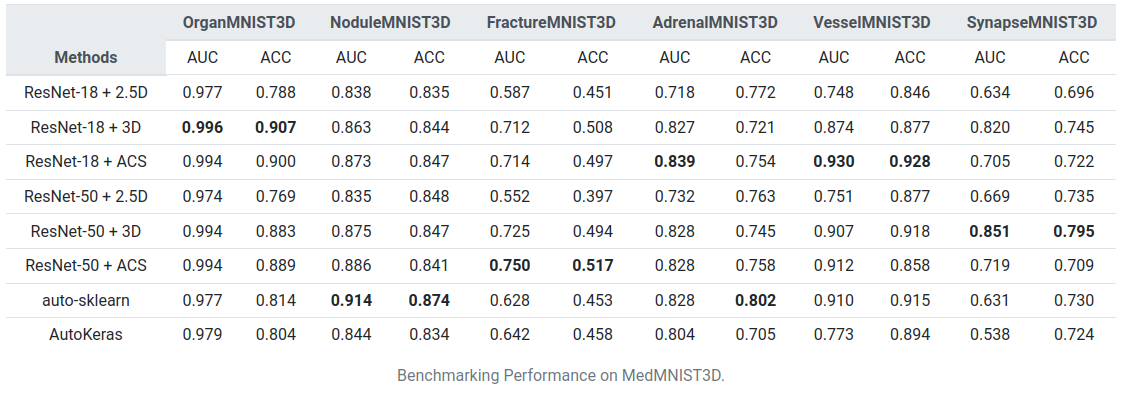 OrganMNIST3D NoduleMNIST3D FractureMNIST3D AdrenalMNIST3D VesselMNIST3D SynapseMNIST3D
Methods AUC ACC AUC ACC AUC ACC AUC ACC AUC ACC AUC ACC
ResNet-18 + 2.5D 0.977 0.788 0.838 0.835 0.587 0.451 0.718 0.772 0.748 0.846 0.634 0.696
ResNet-18 + 3D 0.996 0.907 0.863 0.844 0.712 0.508 0.827 0.721 0.874 0.877 0.820 0.745
ResNet-18 + ACS 0.994 0.900 0.873 0.847 0.714 0.497 0.839 0.754 0.930 0.928 0.705 0.722
ResNet-50 + 2.5D 0.974 0.769 0.835 0.848 0.552 0.397 0.732 0.763 0.751 0.877 0.669 0.735
ResNet-50 + 3D 0.994 0.883 0.875 0.847 0.725 0.494 0.828 0.745 0.907 0.918 0.851 0.795
ResNet-50 + ACS 0.994 0.889 0.886 0.841 0.750 0.517 0.828 0.758 0.912 0.858 0.719 0.709
auto-sklearn 0.977 0.814 0.914 0.874 0.628 0.453 0.828 0.802 0.910 0.915 0.631 0.730
AutoKeras 0.979 0.804 0.844 0.834 0.642 0.458 0.804 0.705 0.773 0.894 0.538 0.724
Benchmarking Performance on MedMNIST3D.